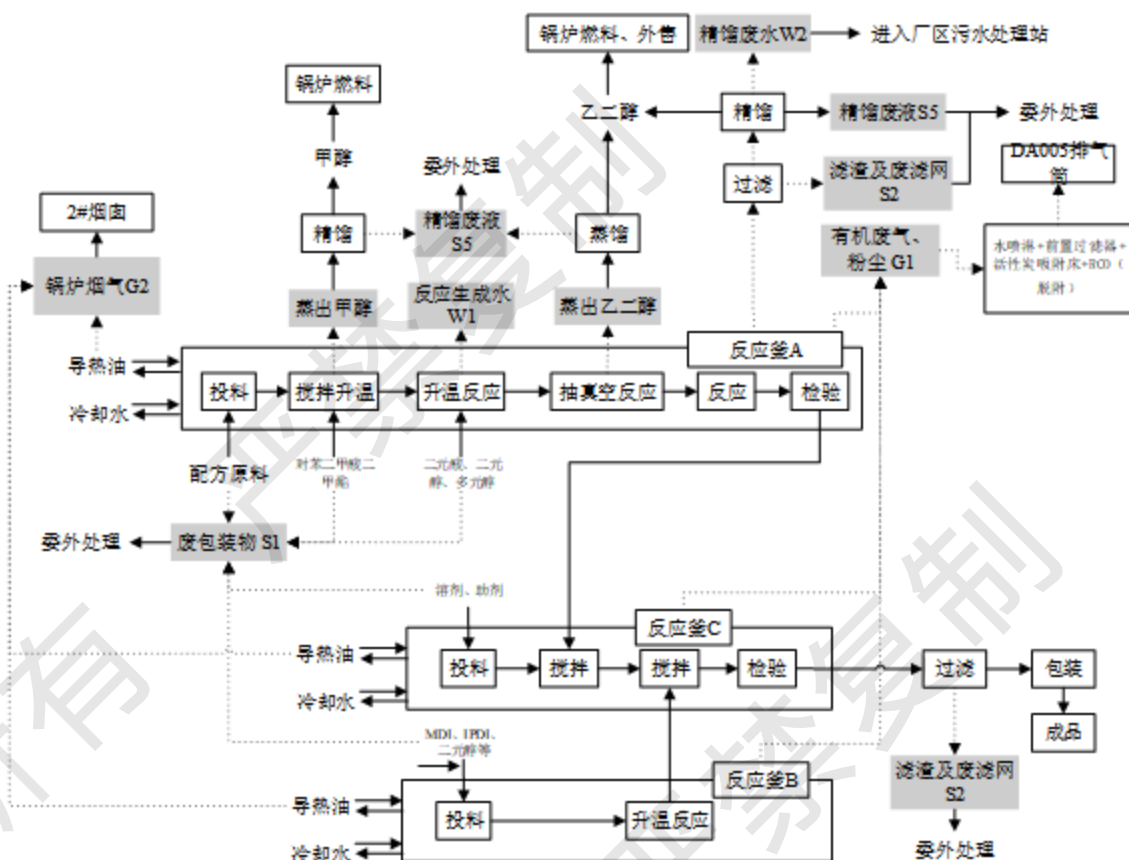 锅炉燃料、外售
精馏废水W2
进入厂区污水处理站
锅炉燃料
乙二醇
精馏
精馏废液S5
委外处理
甲醇
委外处理
过滤
滤渣及废滤网
S2
DA005排气
筒
2#烟囱
精馏
精馏废液
S5
蒸馏
有机废气、
粉尘 G1
水喷淋+前置过滤器+
活性炭吸附床+RCO（
脱附）
锅炉烟气G2
蒸出甲醇
反应生成水
W1
蒸出乙二醇
反应釜A
导热油
冷却水
投料
搅拌升温
升温反应
抽真空反应
反应
检验
配方原料
对苯二甲酸二
甲酯
二元酸、二元
醇、多元醇
委外处理
废包装物 S1
溶剂、助剂
反应釜C
导热油
冷却水
投料
搅拌
搅拌
检验
过滤
包装
成品
MDI、IPDI、
二元醇等
反应釜B
导热油
冷却水
投料
升温反应
滤渣及废滤网
S2
委外处理
严禁复制
严禁复制
所有